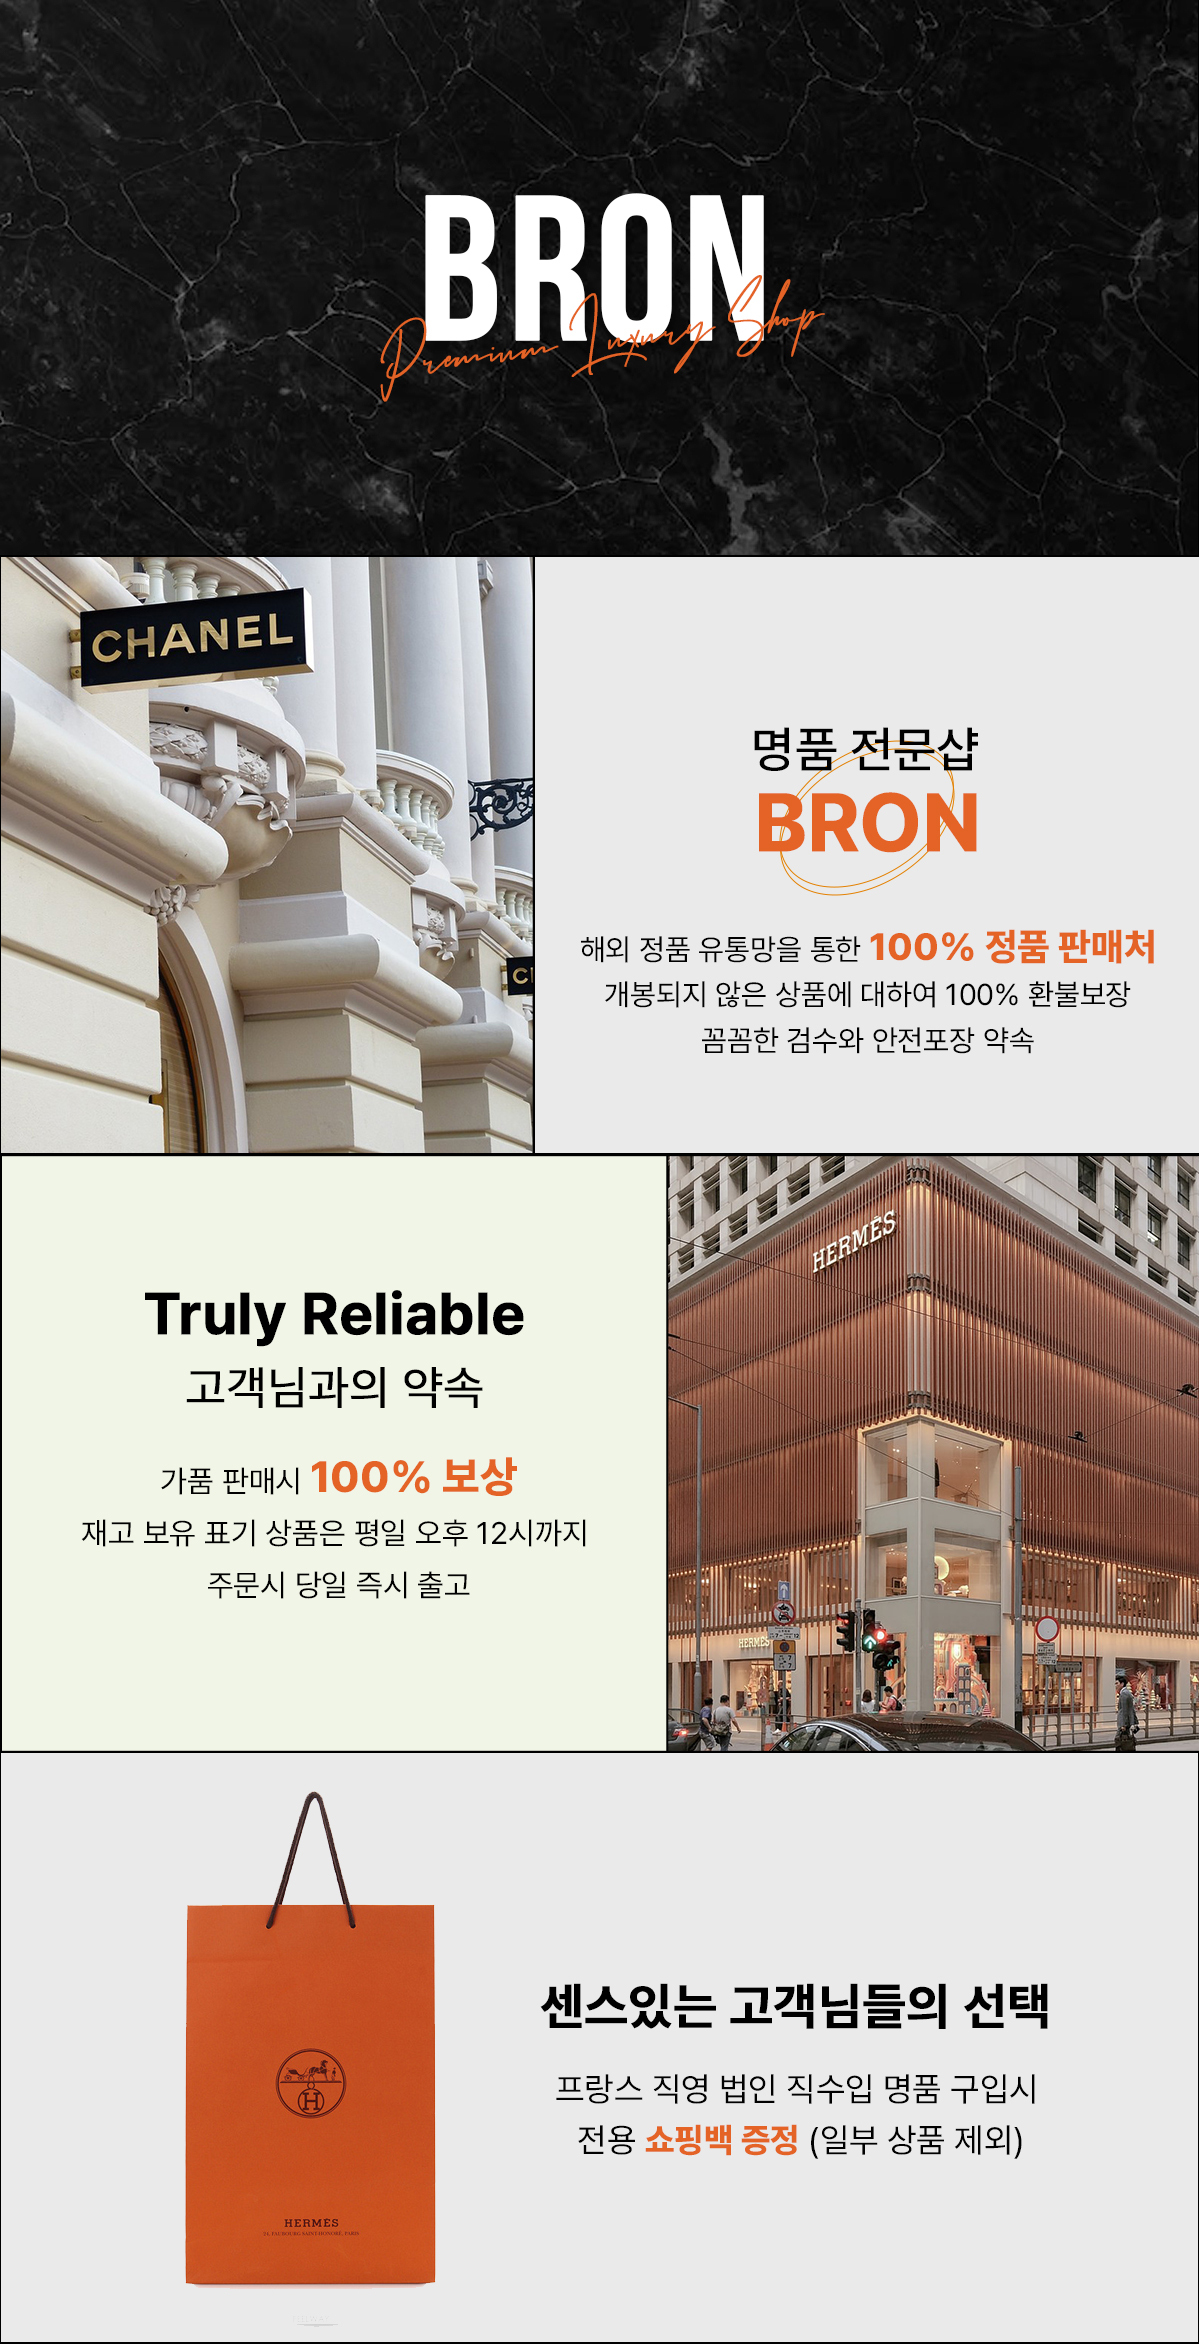 BRON
Premium Luxury Shop
CHANEL
명품 전문샵
BRON
해외 정품 유통망을 통한 100% 정품 판매처
개봉되지 않은 상품에 대하여 100% 환불보장
꼼꼼한 검수와 안전포장 약속
Truly Reliable
고객님과의 약속
가품 판매시 100% 보상
재고 보유 표기 상품은 평일 오후 12시까지
주문시 당일 즉시 출고
HERMÈS
HERMES
센스있는 고객님들의 선택
프랑스 직영 법인 직수입 명품 구입시
전용 쇼핑백 증정 (일부 상품 제외)
H
HERMÈS
24, FAUBOURG SAINT-HONORÉ, PARIS